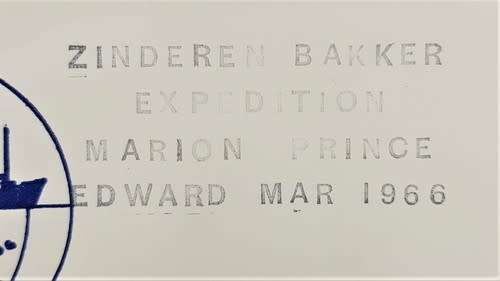 ZINDEREN BAKKER
EXPEDITION
MARION PRINCE
EDWARD MAR 1966